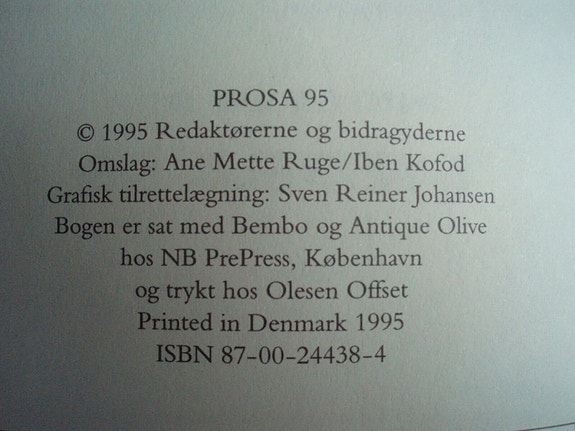 PROSA 95
© 1995 Redaktørerne og bidragyderne
Omslag: Ane Mette Ruge/Iben Kofod
Grafisk tilrettelægning: Sven Reiner Johansen
Bogen er sat med Bembo og Antique Olive
hos NB PrePress, København
og trykt hos Olesen Offset
Printed in Denmark 1995
ISBN 87-00-24438-4